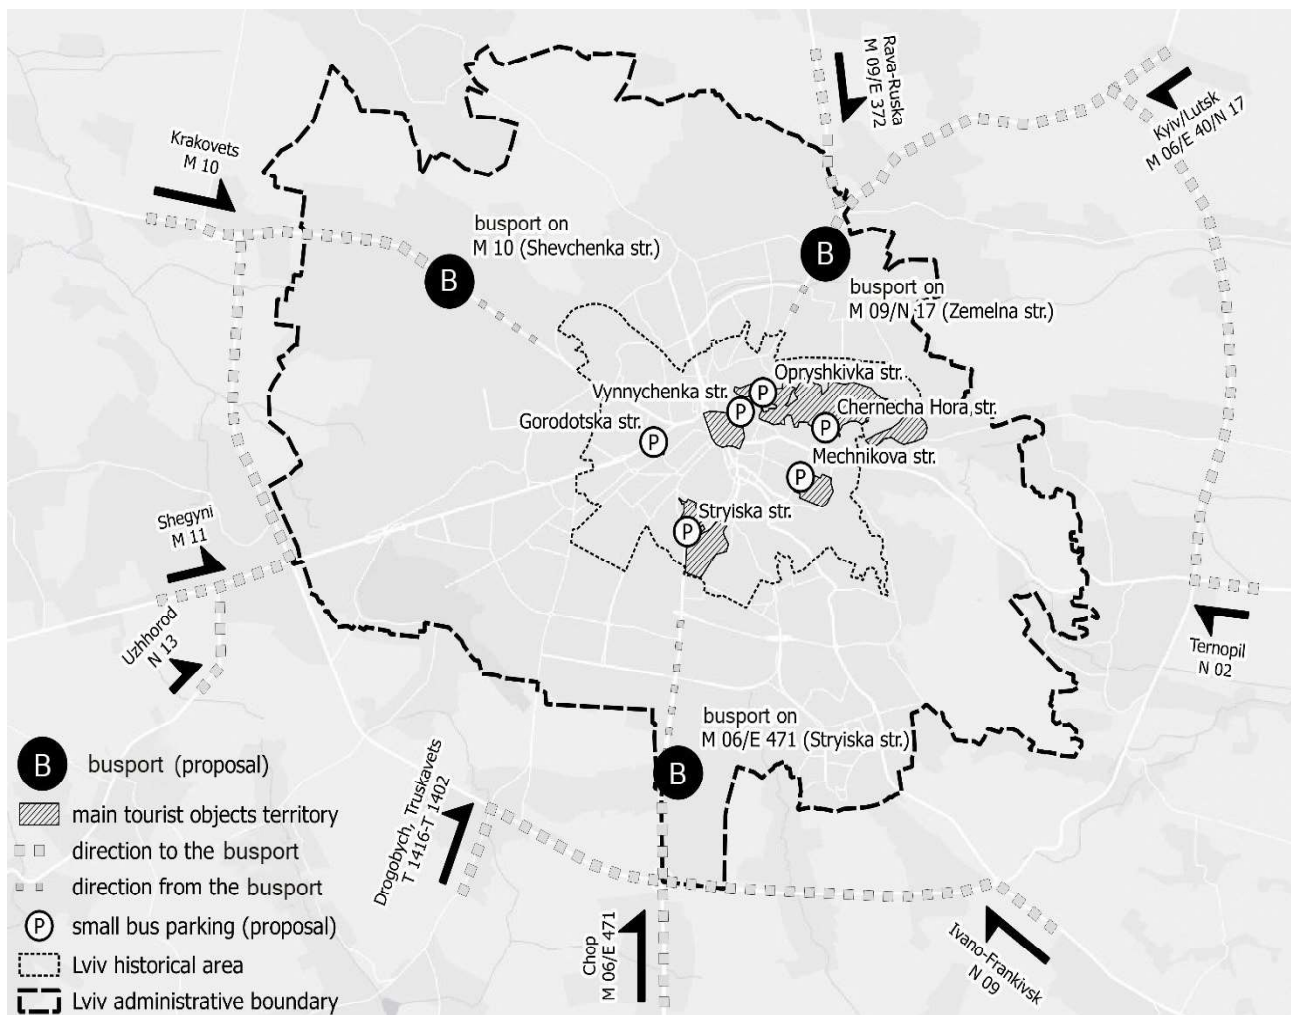 Rava-Ruska
M 09/E 372
Kyiv/Lutsk
M 06/E 40/N 17
Krakovets
M 10
busport on
M 10 (Shevchenka str.)
B
B
busport on
M 09/N 17 (Zemelna str.)
Opryshkivka str.
P
Vynnychenka str.
P
Chernecha Hora str.
P
Gorodotska str.
P
Mechnikova str.
P
Stryiska str.
P
Shegyni
M 11
Uzhhorod
N 13
Ternopil
N 02
busport on
M 06/E 471 (Stryiska str.)
B
Drogobych, Truskavets
T 1416-T 1402
Chop
M 06/E 471
Ivano-Frankivsk
N 09
B busport (proposal)
main tourist objects territory
direction to the busport
direction from the busport
P small bus parking (proposal)
Lviv historical area
Lviv administrative boundary